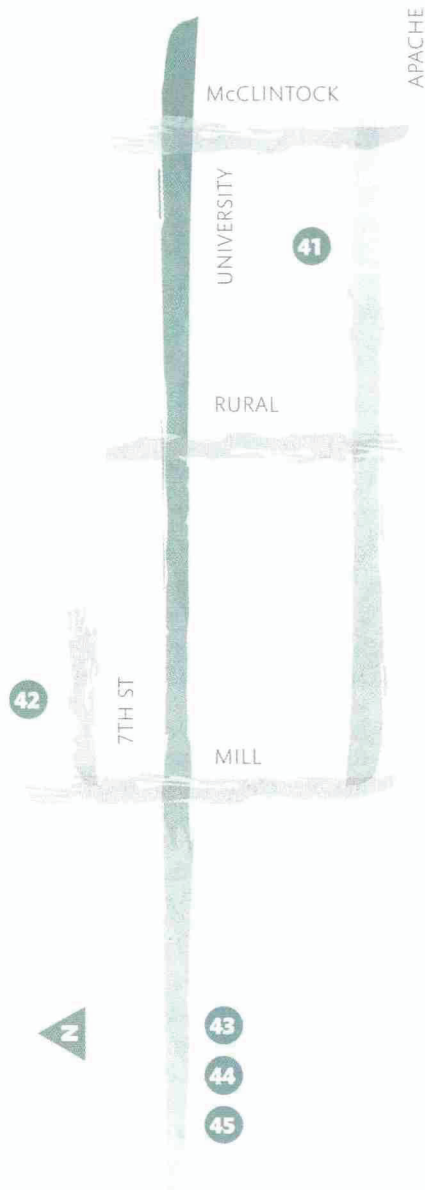 APACHE
McCLINTOCK
UNIVERSITY
41
RURAL
42
7TH ST
MILL
N
43
44
45